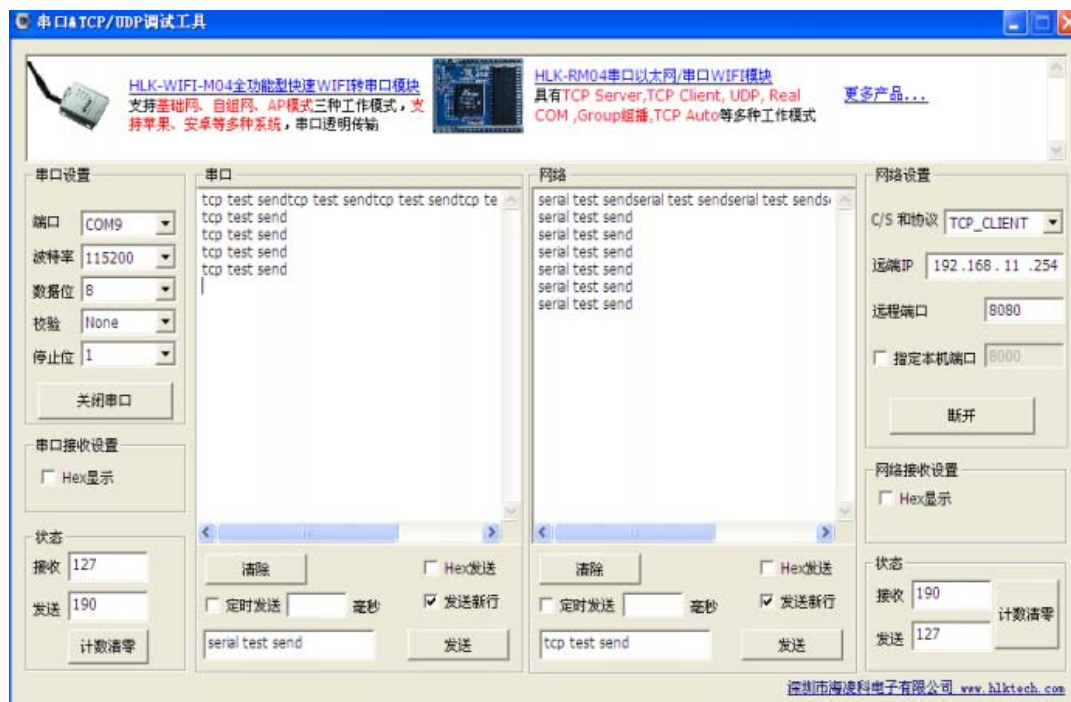 串口&TCP/UDP调试工具
HLK-WIFI-M04全功能型快速WIFI转串口模块
支持基础网、自组网、AP模式三种工作模式，支
持苹果、安卓等多种系统，串口透明传输
HLK-RM04串口以太网/串口WIFI模块
具有TCP Server,TCP Client, UDP, Real
COM ,Group组播,TCP Auto等多种工作模式
更多产品...
串口设置
端口 COM9
波特率 115200
数据位 8
校验 None
停止位 1
关闭串口
串口接收设置
Hex显示
状态
接收 127
发送 190
计数清零
串口
tcp test sendtcp test sendtcp test sendtcp te
tcp test send
tcp test send
tcp test send
tcp test send
清除
Hex发送
定时发送 毫秒
发送新行
serial test send
发送
网络
serial test sendserial test sendserial test sends
serial test send
serial test send
serial test send
serial test send
serial test send
serial test send
清除
Hex发送
定时发送 毫秒
发送新行
tcp test send
发送
网络设置
C/S 和协议 TCP_CLIENT
远端IP 192.168.11.254
远程端口 8080
指定本机端口 8000
断开
网络接收设置
Hex显示
状态
接收 190
发送 127
计数清零
深圳市海凌科电子有限公司 www.hlktech.com